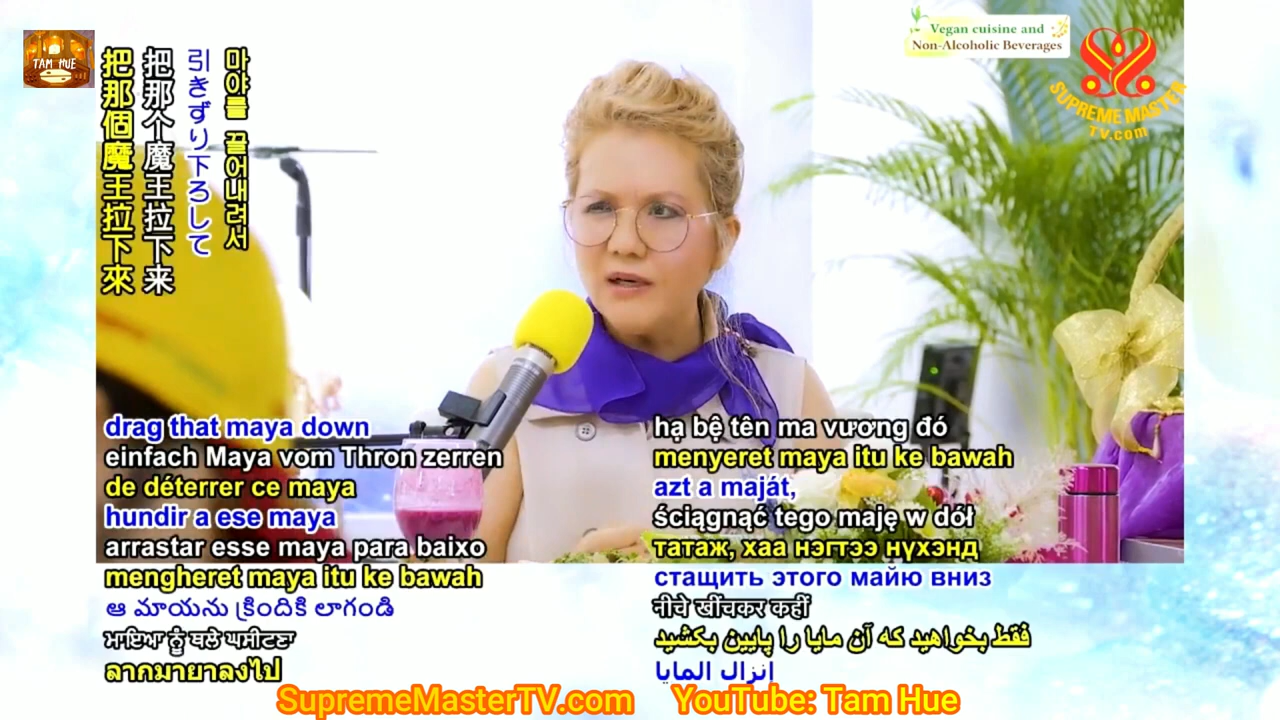 TAM HUE
Vegan cuisine and
Non-Alcoholic Beverages
SUPREME MASTER
TV.com
把那個魔王拉下來
把那个魔王拉下来
引きずり下ろして
마야를 끌어내려서
drag that maya down
einfach Maya vom Thron zerren
de déterrer ce maya
hundir a ese maya
arrastar esse maya para baixo
mengheret maya itu ke bawah
ఆ మాయను క్రిందికి లాగండి
ਮਾਇਆ ਨੂੰ ਥਲੇ ਘਸੀਟਣਾ
ลากมายาลงไป
hạ bệ tên ma vương đó
menyeret maya itu ke bawah
azt a maját,
ściągnąć tego maję w dół
татаж, хаа нэгтээ нүхэнд
стащить этого майю вниз
नीचे खींचकर कहीं
فقط بخواهید که آن مایا را پایین بکشید
إنزال المايا
SupremeMasterTV.com YouTube: Tam Hue